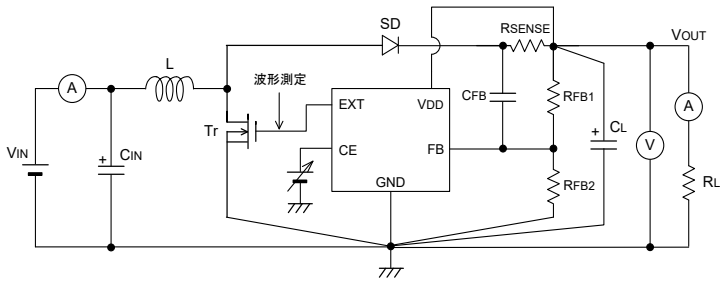 SD
RSENSE
VOUT
L
A
波形測定
EXT
VDD
CFB
RFB1
A
Tr
CL
VIN
CIN
CE
FB
V
RFB2
RL
GND